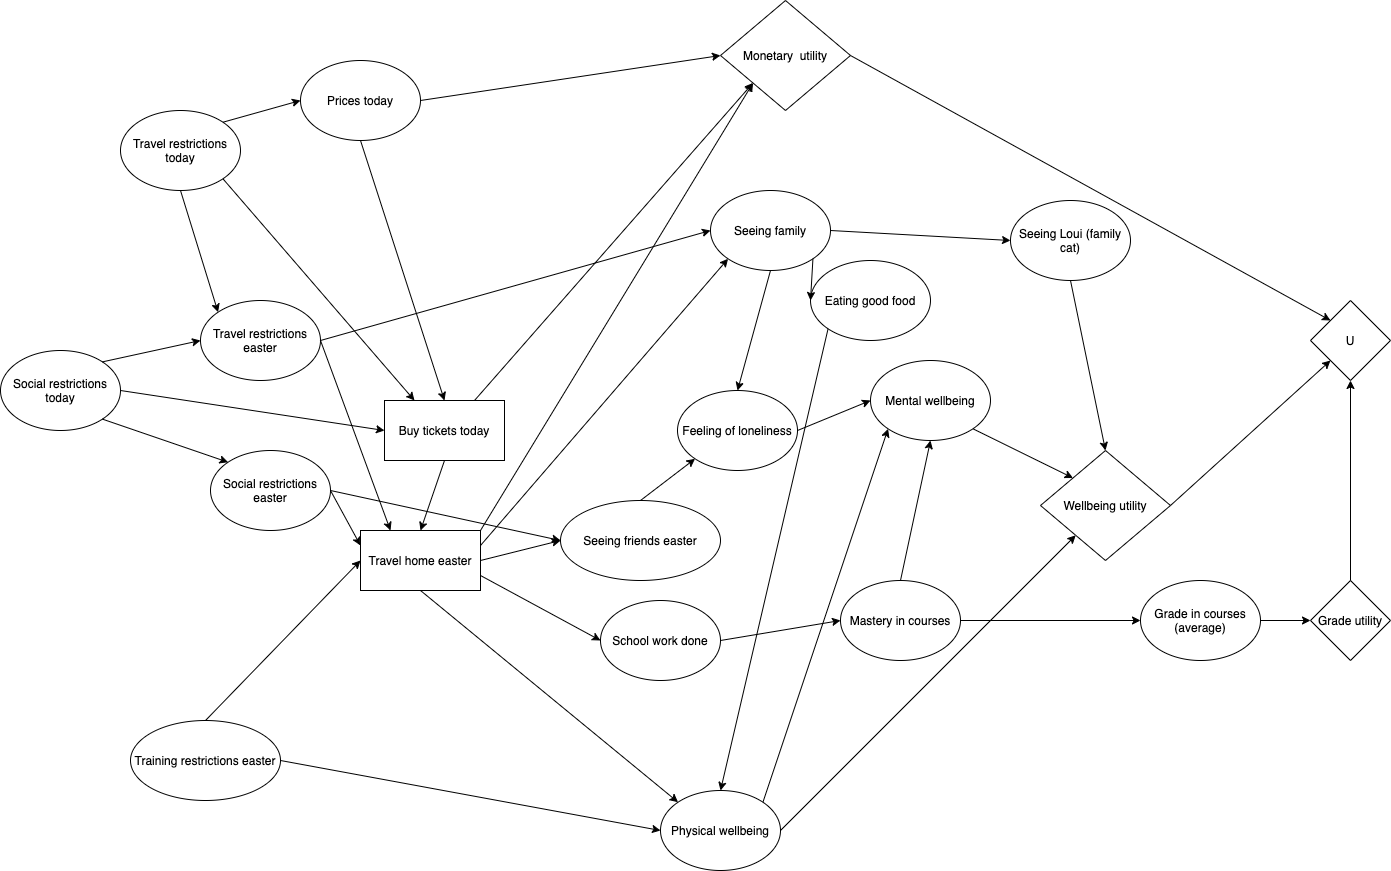 Monetary  utility
Prices today
Travel restrictions
today
Seeing family
Seeing Loui (family
cat)
Eating good food
Travel restrictions
easter
U
Social restrictions
today
Buy tickets today
Feeling of loneliness
Mental wellbeing
Social restrictions
easter
Wellbeing utility
Seeing friends easter
Travel home easter
School work done
Mastery in courses
Grade in courses
(average)
Grade utility
Training restrictions easter
Physical wellbeing